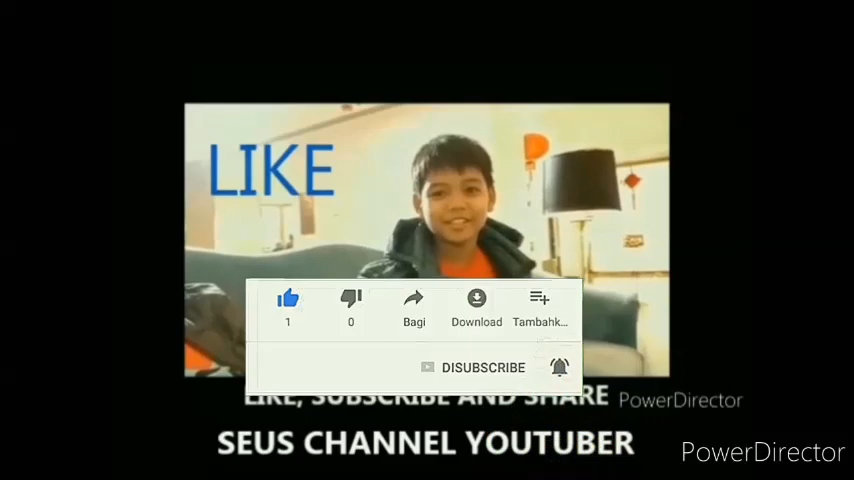 LIKE
1 0 Bagi Download Tambahk...
DISUBSCRIBE
LIKE, SUBSCRIBE AND SHARE
PowerDirector
SEUS CHANNEL YOUTUBER
PowerDirector